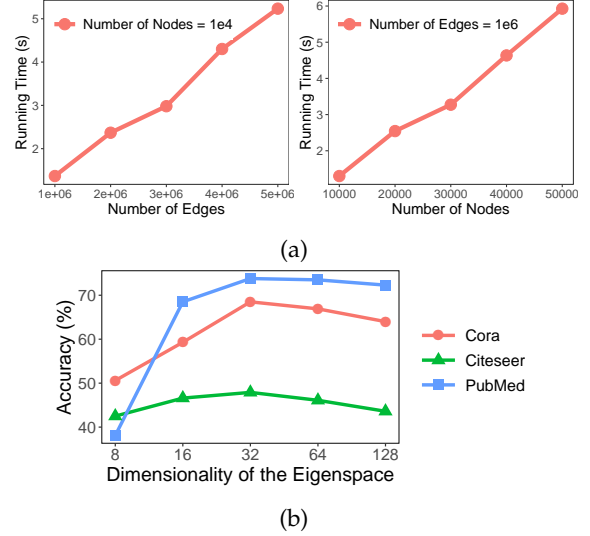 Number of Nodes = 1e4
Running Time (s)
5
4
3
2
1e+06 2e+06 3e+06 4e+06 5e+06
Number of Edges
Number of Edges = 1e6
Running Time (s)
6
5
4
3
2
10000 20000 30000 40000 50000
Number of Nodes
(a)
Accuracy (%)
70
60
50
40
8 16 32 64 128
Dimensionality of the Eigenspace
Cora
Citeseer
PubMed
(b)